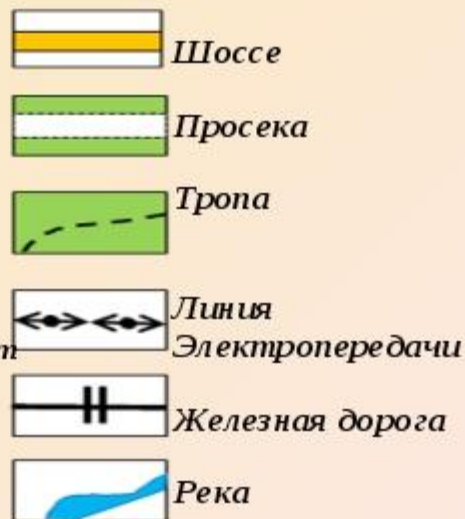 Шоссе
Просека
Тропа
Линия
т Электропередачи
Железная дорога
Река